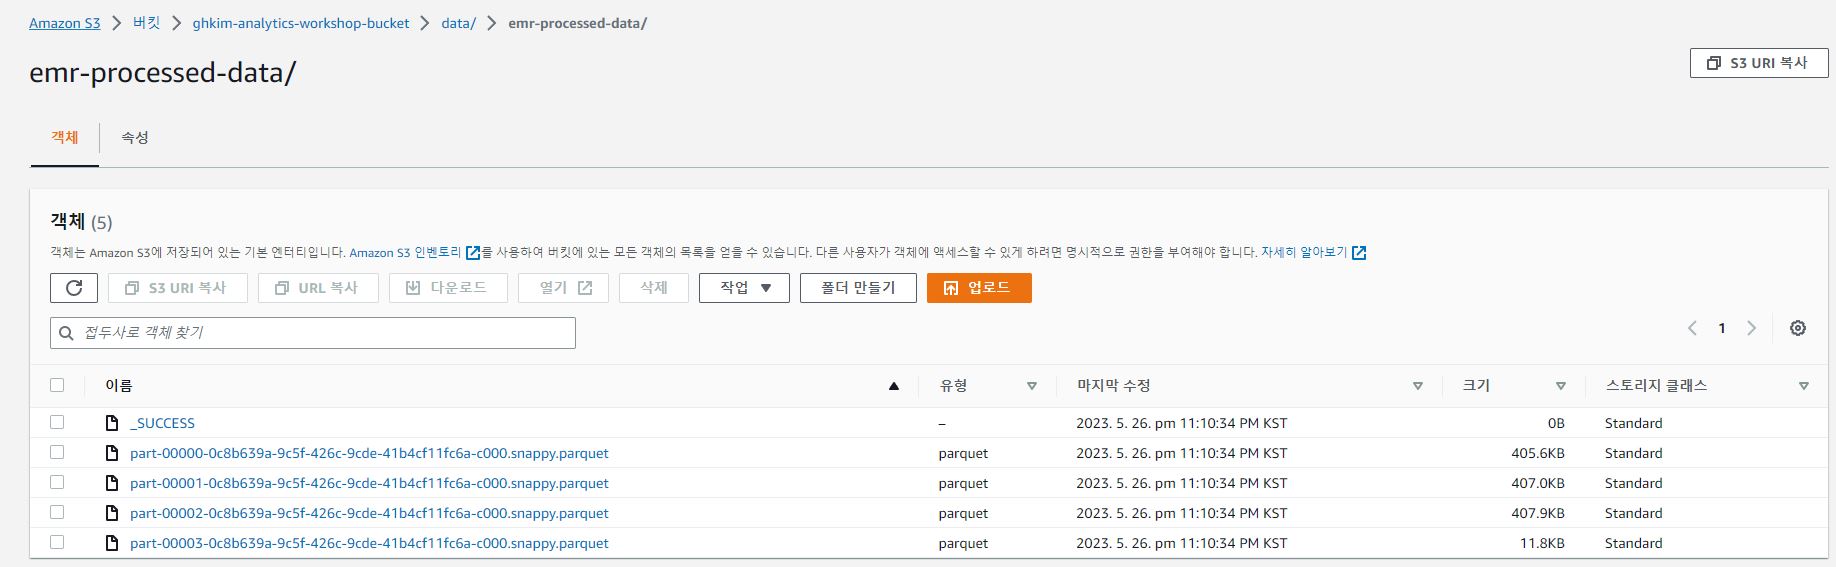 Amazon S3 > 버킷 > ghkim-analytics-workshop-bucket > data/ > emr-processed-data/
emr-processed-data/
S3 URI 복사
객체 속성
객체 (5)
객체는 Amazon S3에 저장되어 있는 기본 엔터티입니다. Amazon S3 인벤토리를 사용하여 버킷에 있는 모든 객체의 목록을 얻을 수 있습니다. 다른 사용자가 객체에 액세스할 수 있게 하려면 명시적으로 권한을 부여해야 합니다. 자세히 알아보기
S3 URI 복사 URL 복사 다운로드 열기 삭제 작업 폴더 만들기 업로드
접두사로 객체 찾기 1
이름 유형 마지막 수정 크기 스토리지 클래스
_SUCCESS – 2023. 5. 26. pm 11:10:34 PM KST 0B Standard
part-00000-0c8b639a-9c5f-426c-9cde-41b4cf11fc6a-c000.snappy.parquet parquet 2023. 5. 26. pm 11:10:34 PM KST 405.6KB Standard
part-00001-0c8b639a-9c5f-426c-9cde-41b4cf11fc6a-c000.snappy.parquet parquet 2023. 5. 26. pm 11:10:34 PM KST 407.0KB Standard
part-00002-0c8b639a-9c5f-426c-9cde-41b4cf11fc6a-c000.snappy.parquet parquet 2023. 5. 26. pm 11:10:34 PM KST 407.9KB Standard
part-00003-0c8b639a-9c5f-426c-9cde-41b4cf11fc6a-c000.snappy.parquet parquet 2023. 5. 26. pm 11:10:34 PM KST 11.8KB Standard